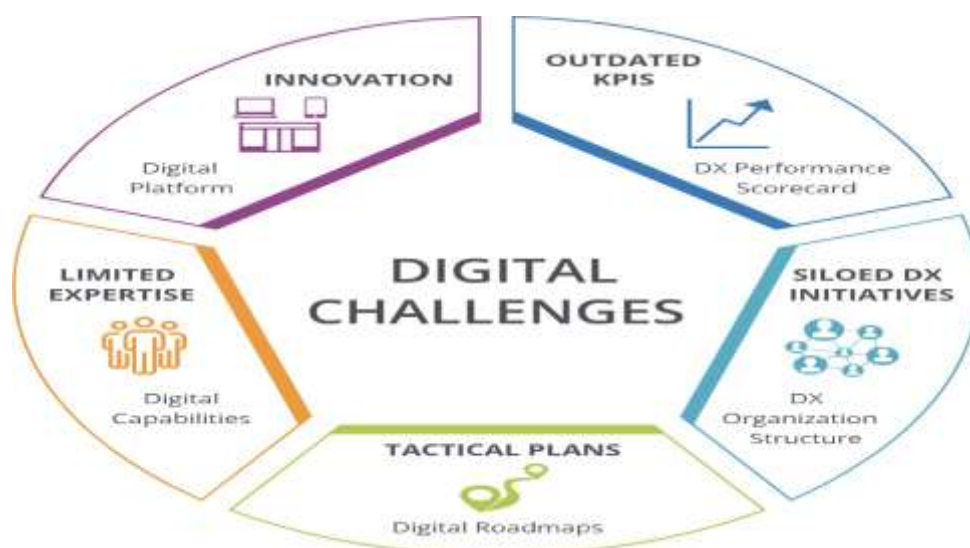 INNOVATION
Digital
Platform
OUTDATED
KPIS
DX Performance
Scorecard
LIMITED
EXPERTISE
Digital
Capabilities
DIGITAL
CHALLENGES
SILOED DX
INITIATIVES
DX
Organization
Structure
TACTICAL PLANS
Digital Roadmaps